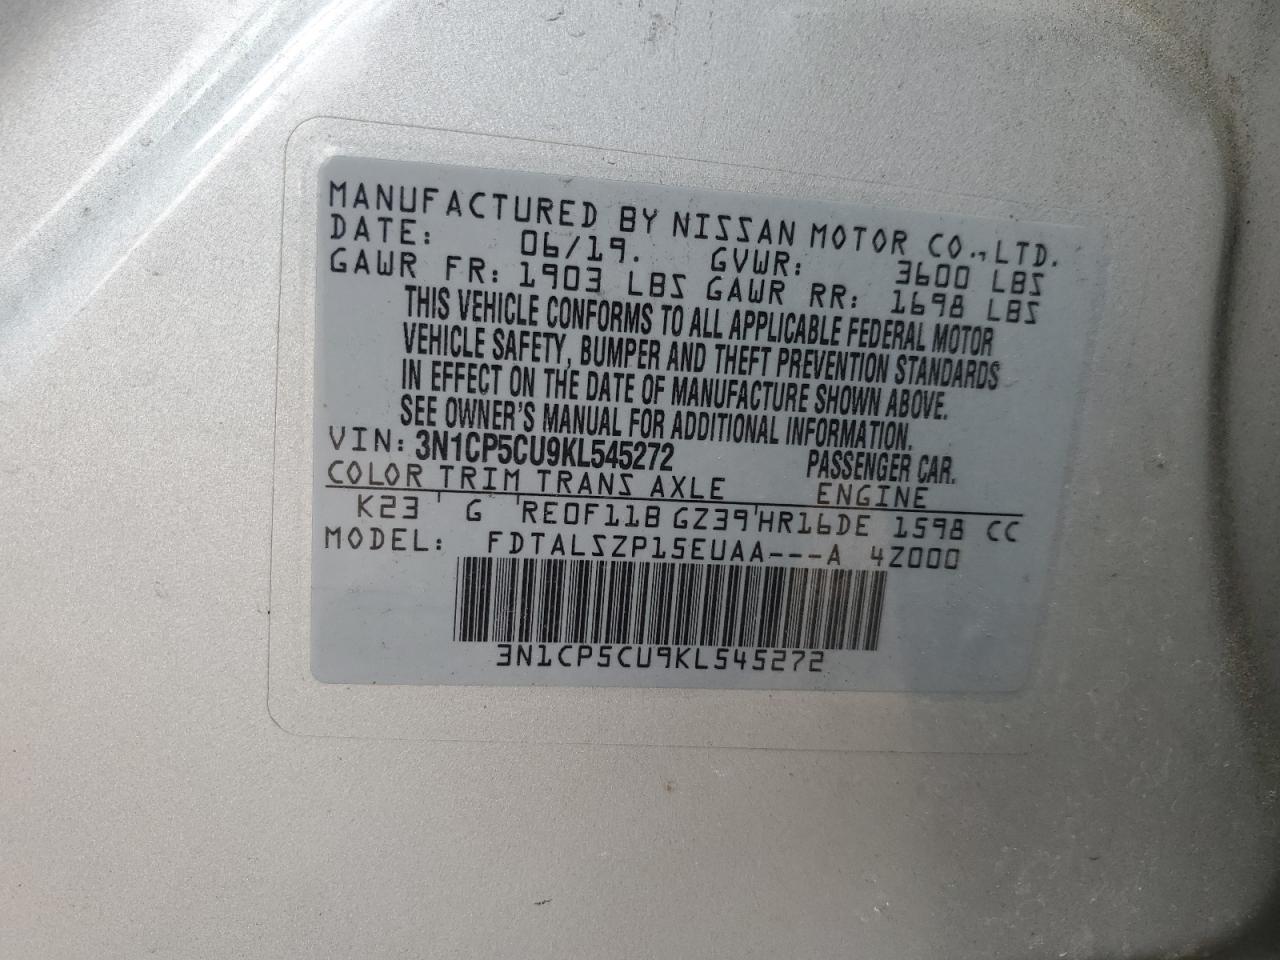 MANUFACTURED BY NISSAN MOTOR CO.,LTD.
DATE: 06/19. GVWR: 3600 LBS
GAWR FR: 1903 LBS GAWR RR: 1698 LBS
THIS VEHICLE CONFORMS TO ALL APPLICABLE FEDERAL MOTOR
VEHICLE SAFETY, BUMPER AND THEFT PREVENTION STANDARDS
IN EFFECT ON THE DATE OF MANUFACTURE SHOWN ABOVE.
SEE OWNER'S MANUAL FOR ADDITIONAL INFORMATION.
VIN: 3N1CP5CU9KL545272 PASSENGER CAR.
COLOR TRIM TRANS AXLE ENGINE
K23 G RE0F11B GZ39 HR16DE 1598 CC
MODEL: FDTALSZP15EUAA---A 4Z000
3N1CP5CU9KL545272